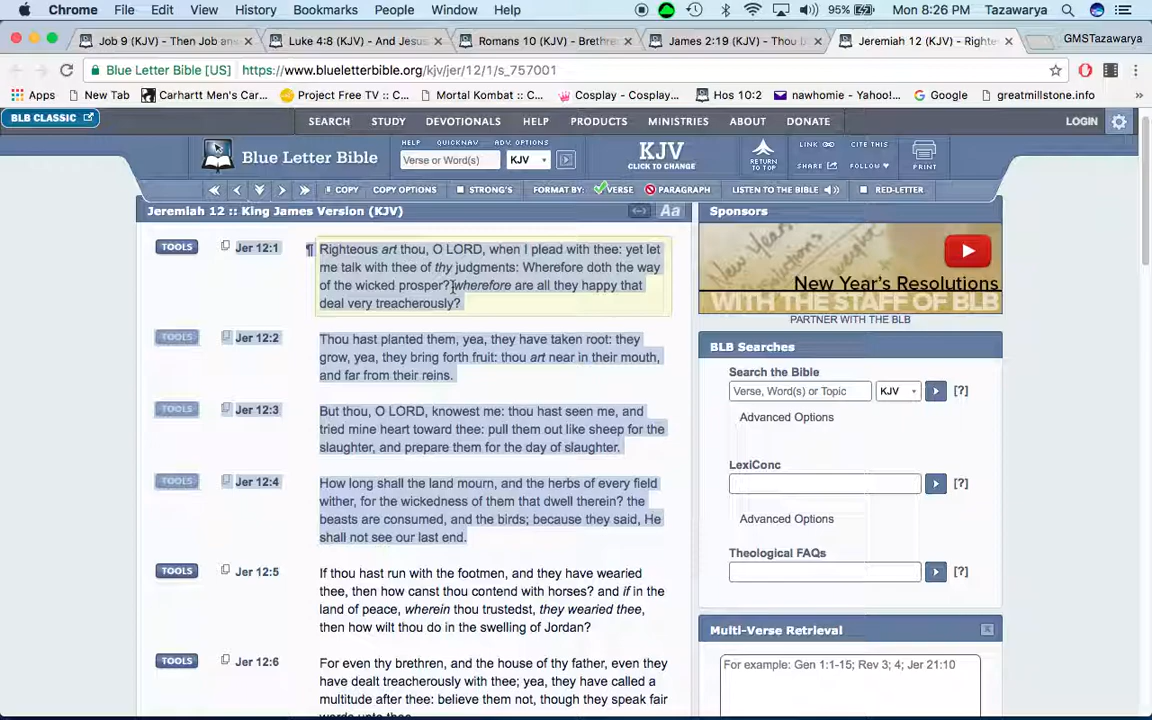 Chrome File Edit View History Bookmarks People Window Help 95% Mon 8:26 PM Tazawarya
Job 9 (KJV) - Then Job an Luke 4:8 (KJV) - And Jesus Romans 10 (KJV) - Brethre James 2:19 (KJV) - Thou b Jeremiah 12 (KJV) - Righte GMSTazawarya
Blue Letter Bible [US] https://www.blueletterbible.org/kjv/jer/12/1/s_757001
Apps New Tab Carhartt Men's Car... Project Free TV :: C... Mortal Kombat :: C... Cosplay - Cosplay... Hos 10:2 nawhomie - Yahoo!... Google greatmillstone.info »
BLB CLASSIC SEARCH STUDY DEVOTIONALS HELP PRODUCTS MINISTRIES ABOUT DONATE LOGIN
HELP QUICKNAV ADV. OPTIONS
Blue Letter Bible Verse or Word(s) KJV
KJV
CLICK TO CHANGE
RETURN TO TOP
LINK CITE THIS
SHARE FOLLOW
PRINT
COPY COPY OPTIONS STRONG'S FORMAT BY: VERSE PARAGRAPH LISTEN TO THE BIBLE RED-LETTER
Jeremiah 12 :: King James Version (KJV) Aa
TOOLS Jer 12:1 ¶ Righteous art thou, O LORD, when I plead with thee: yet let
me talk with thee of thy judgments: Wherefore doth the way
of the wicked prosper? wherefore are all they happy that
deal very treacherously?
TOOLS Jer 12:2 Thou hast planted them, yea, they have taken root: they
grow, yea, they bring forth fruit: thou art near in their mouth,
and far from their reins.
TOOLS Jer 12:3 But thou, O LORD, knowest me: thou hast seen me, and
tried mine heart toward thee: pull them out like sheep for the
slaughter, and prepare them for the day of slaughter.
TOOLS Jer 12:4 How long shall the land mourn, and the herbs of every field
wither, for the wickedness of them that dwell therein? the
beasts are consumed, and the birds; because they said, He
shall not see our last end.
TOOLS Jer 12:5 If thou hast run with the footmen, and they have wearied
thee, then how canst thou contend with horses? and if in the
land of peace, wherein thou trustedst, they wearied thee,
then how wilt thou do in the swelling of Jordan?
TOOLS Jer 12:6 For even thy brethren, and the house of thy father, even they
have dealt treacherously with thee; yea, they have called a
multitude after thee: believe them not, though they speak fair
words unto thee.
Sponsors
New Year's Resolutions
WITH THE STAFF OF BLB
PARTNER WITH THE BLB
BLB Searches
Search the Bible
Verse, Word(s) or Topic KJV [?]
Advanced Options
LexiConc
[?]
Advanced Options
Theological FAQs
[?]
Multi-Verse Retrieval
For example: Gen 1:1-15; Rev 3; 4; Jer 21:10